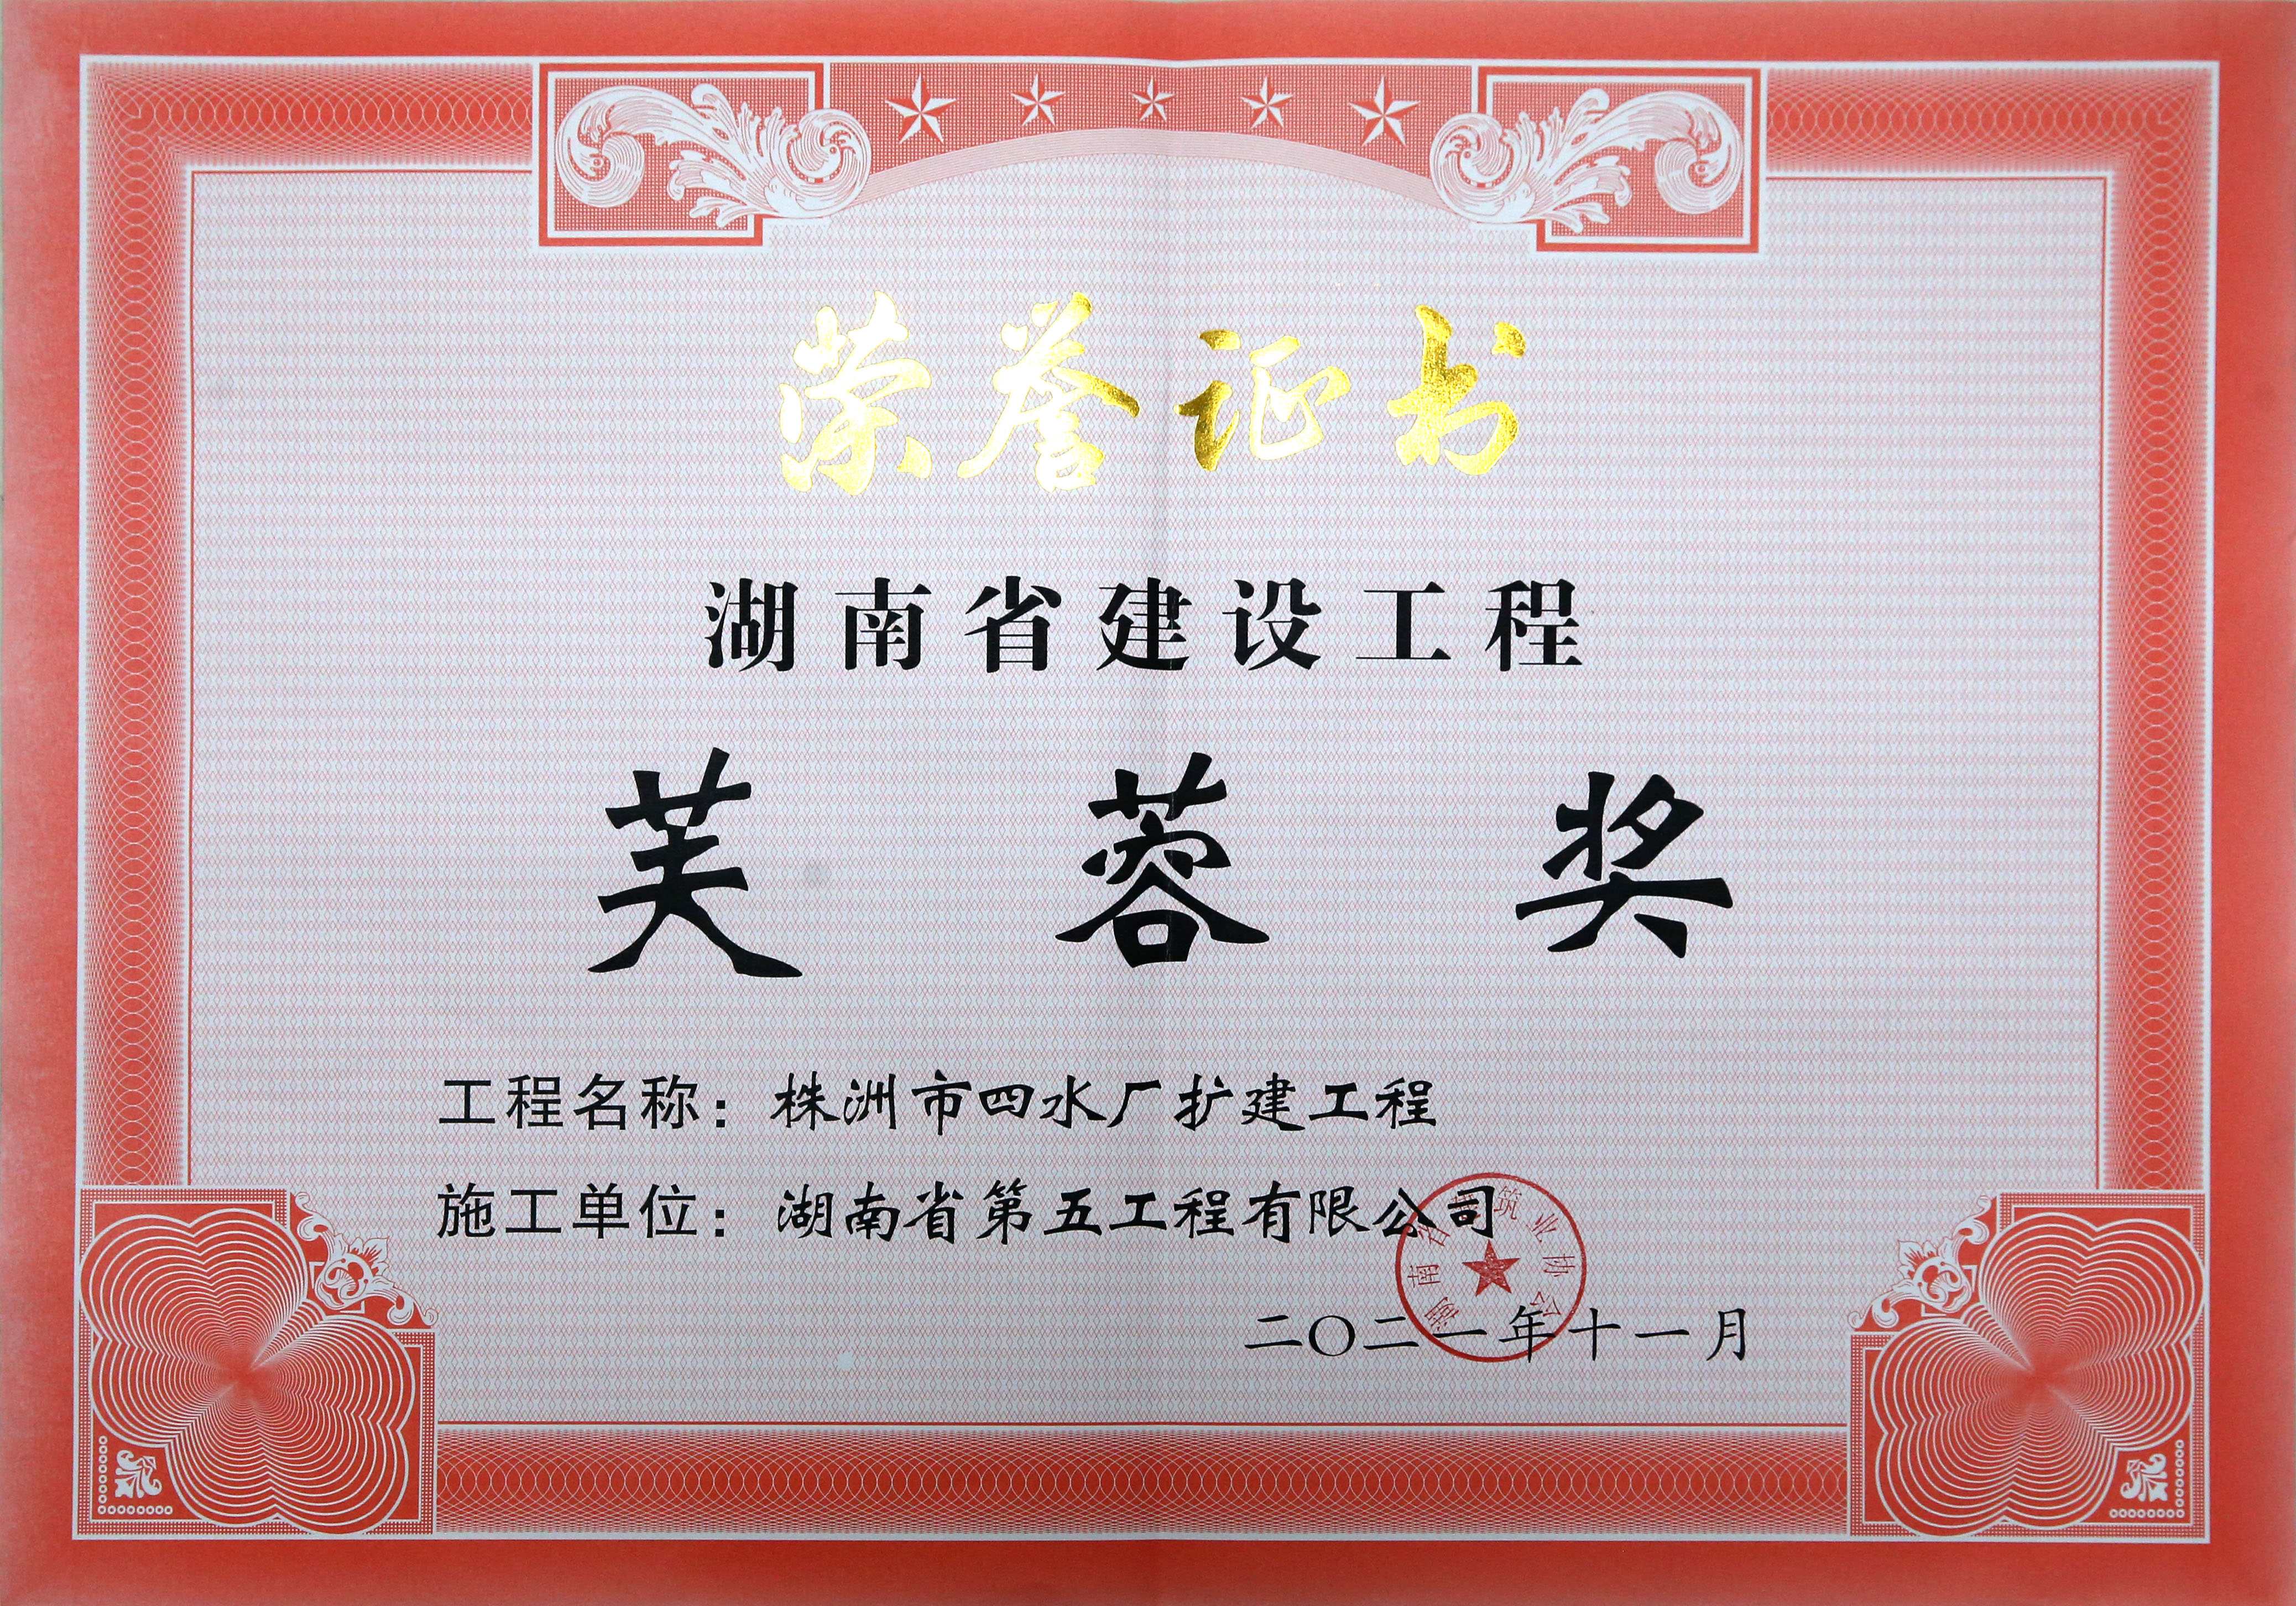 荣誉证书
湖南省建设工程
芙蓉奖
工程名称：株洲市四水厂扩建工程
施工单位：湖南省第五工程有限公司
湖南省建筑业协会
二〇二一年十一月